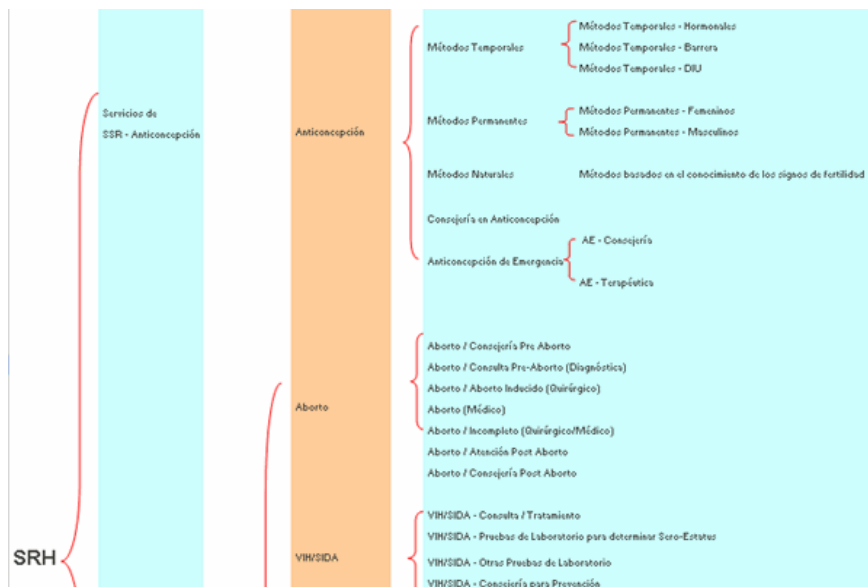 Métodos Temporales - Hormonales
Métodos Temporales
Métodos Temporales - Barrera
Métodos Temporales - DIU
Servicios de
SSR - Anticoncepción
Anticoncepción
Métodos Permanentes
Métodos Permanentes - Femeninos
Métodos Permanentes - Masculinos
Métodos Naturales
Métodos basados en el conocimiento de los signos de fertilidad
Consejería en Anticoncepción
Anticoncepción de Emergencia
AE - Consejería
AE - Terapéutica
Aborto
Aborto / Consejería Pre Aborto
Aborto / Consulta Pre-Aborto (Diagnóstica)
Aborto / Aborto Inducido (Quirúrgico)
Aborto (Médico)
Aborto / Incompleto (Quirúrgico/Médico)
Aborto / Atención Post Aborto
Aborto / Consejería Post Aborto
SRH
VIH/SIDA
VIH/SIDA - Consulta / Tratamiento
VIH/SIDA - Pruebas de Laboratorio para determinar Sero-Estatus
VIH/SIDA - Otras Pruebas de Laboratorio
VIH/SIDA - Consejería para Prevención